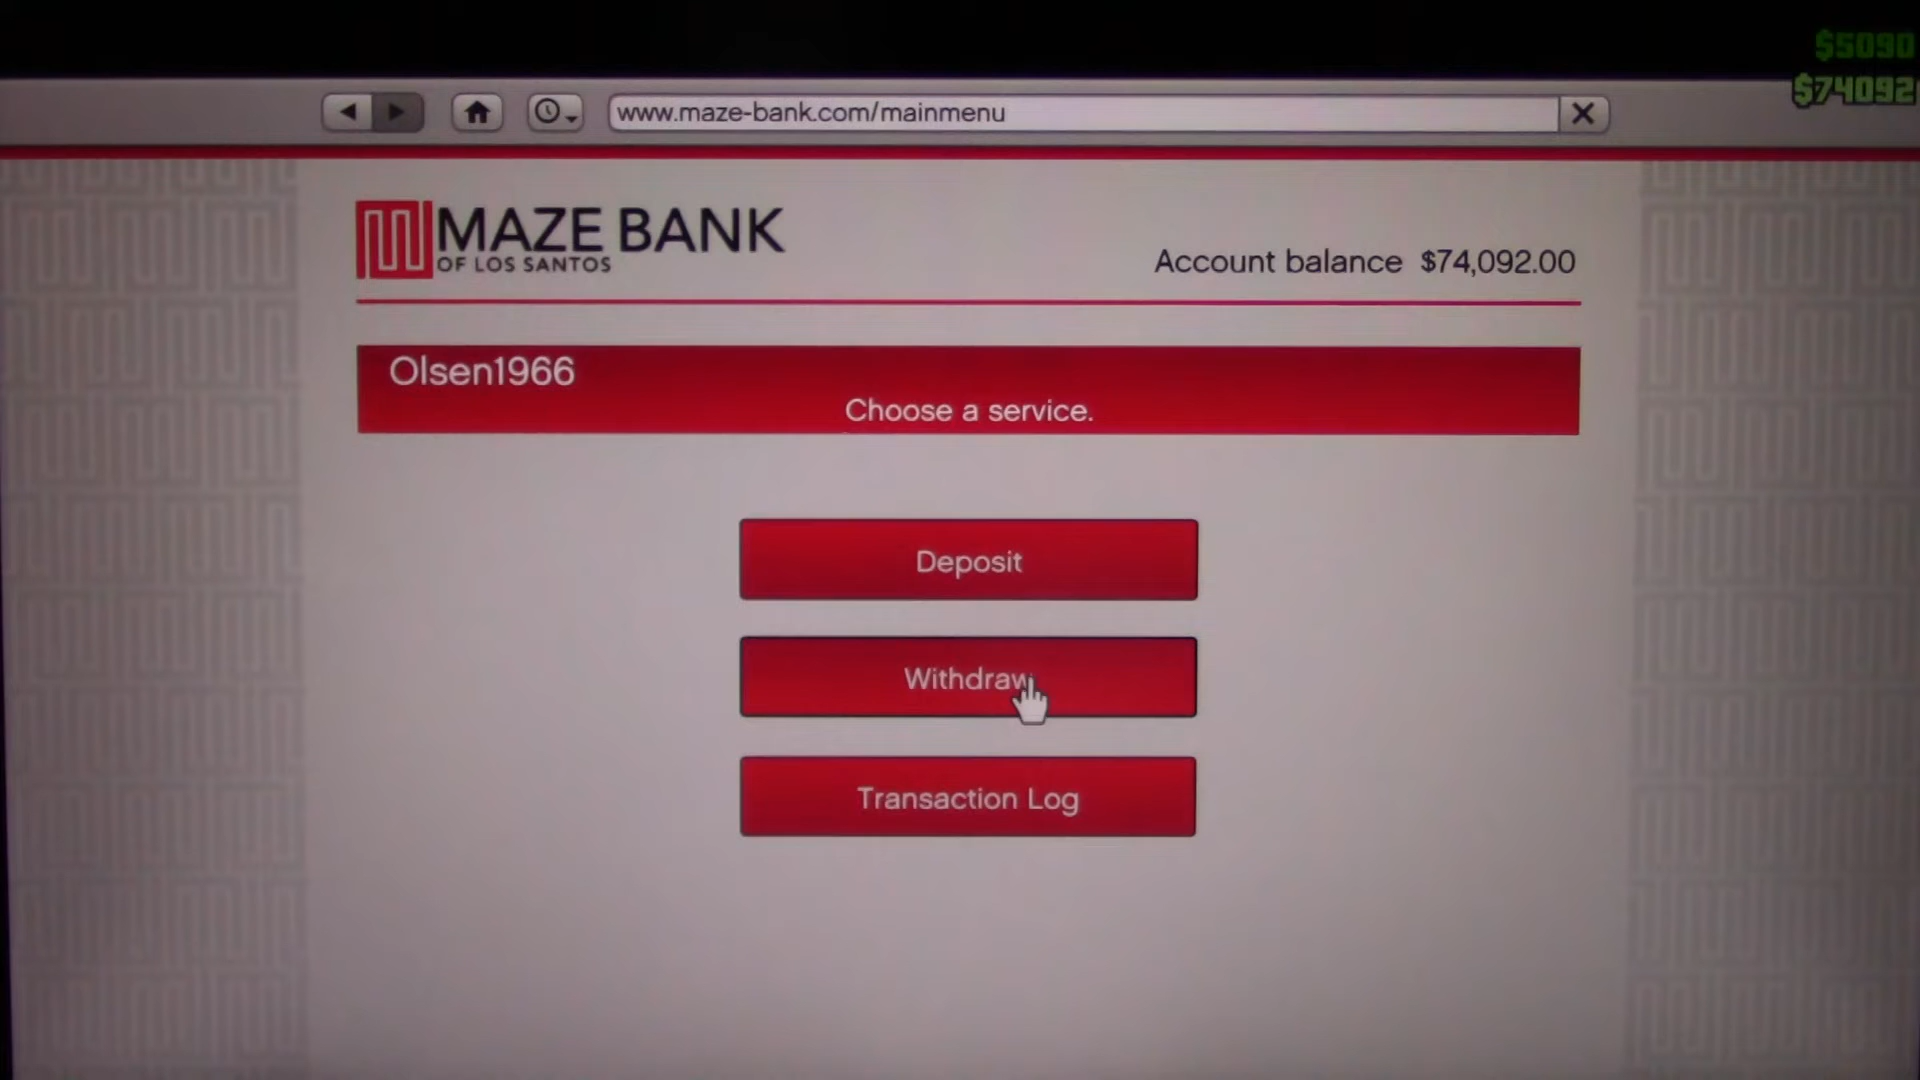 $5090
$74092
www.maze-bank.com/mainmenu
MAZE BANK
OF LOS SANTOS
Account balance $74,092.00
Olsen1966
Choose a service.
Deposit
Withdraw
Transaction Log